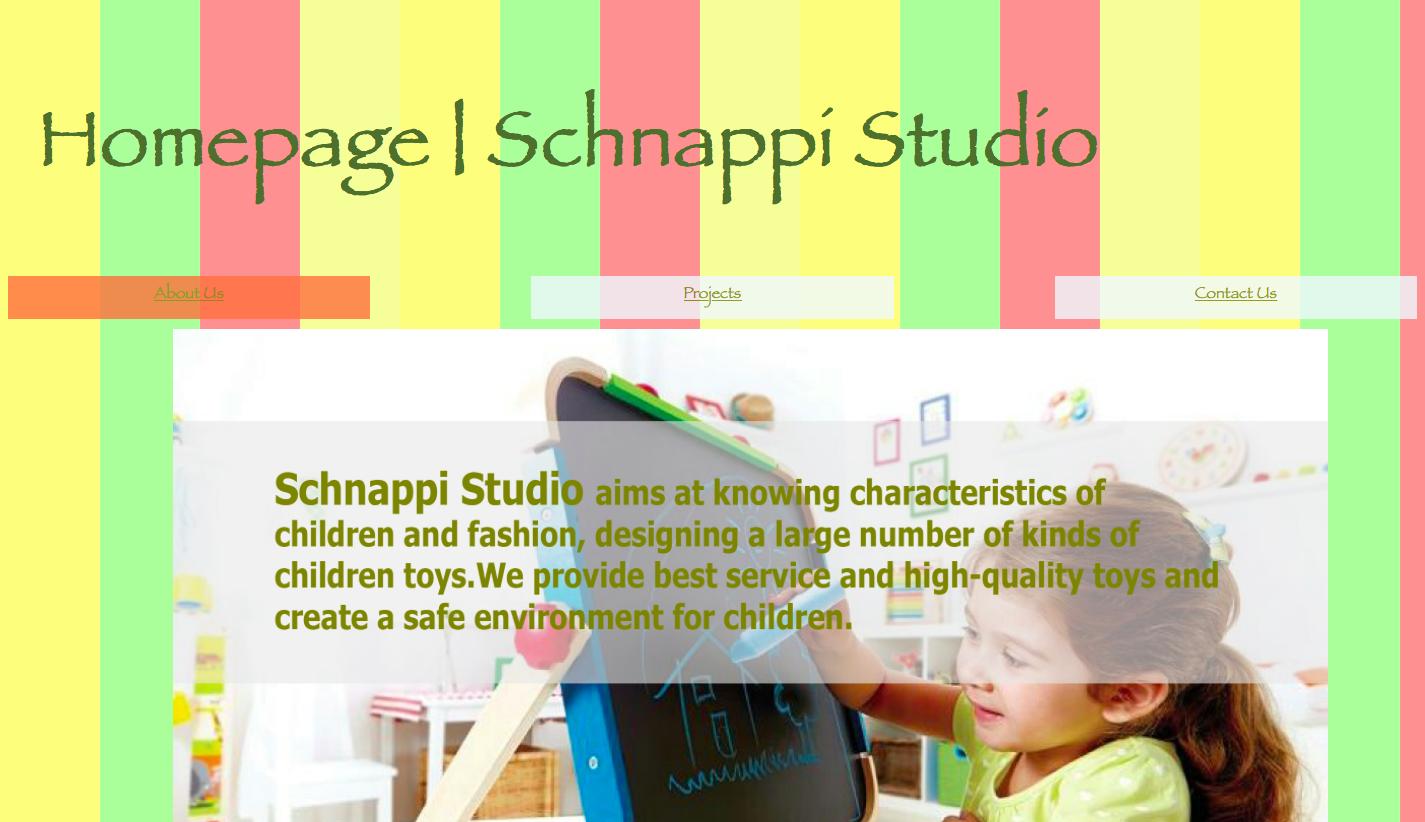 Homepage | Schnappi Studio
About Us
Projects
Contact Us
Schnappi Studio aims at knowing characteristics of
children and fashion, designing a large number of kinds of
children toys.We provide best service and high-quality toys and
create a safe environment for children.